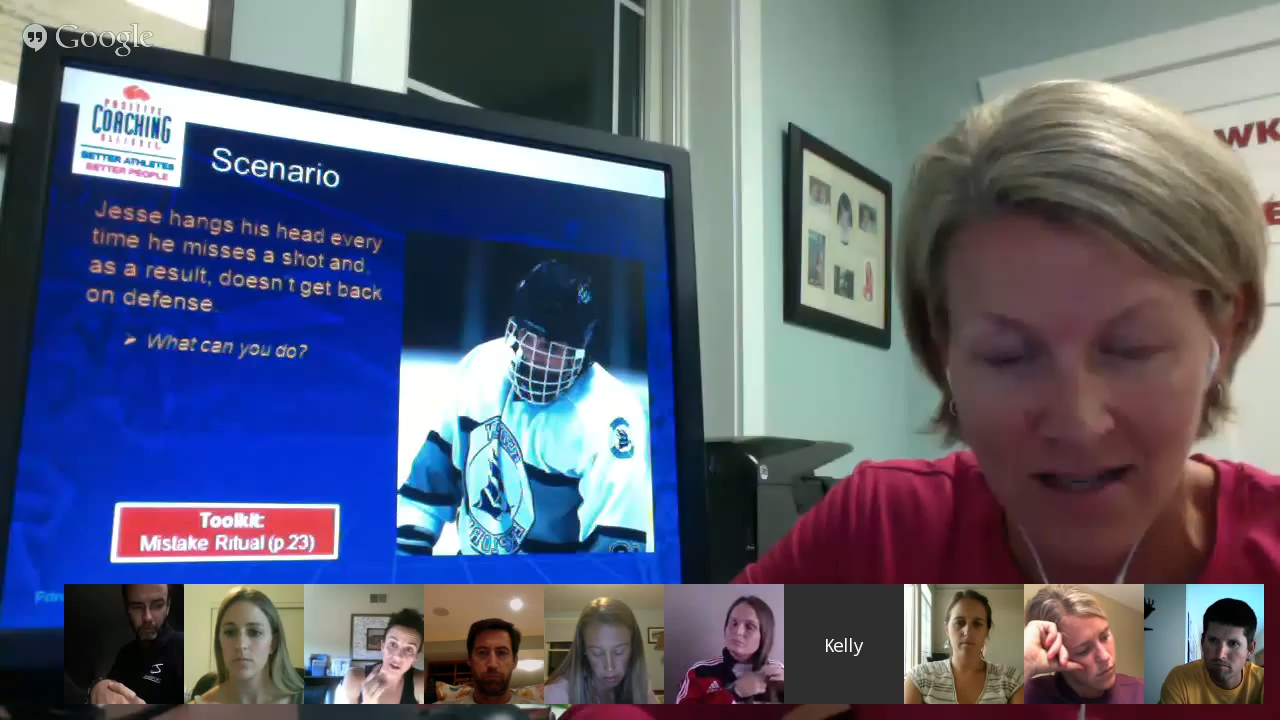 Google
POSITIVE
COACHING
ALLIANCE
BETTER ATHLETES
BETTER PEOPLE
Scenario
Jesse hangs his head every
time he misses a shot and
as a result, doesn't get back
on defense
➤ What can you do?
Toolkit:
Mistake Ritual (p.23)
Kelly